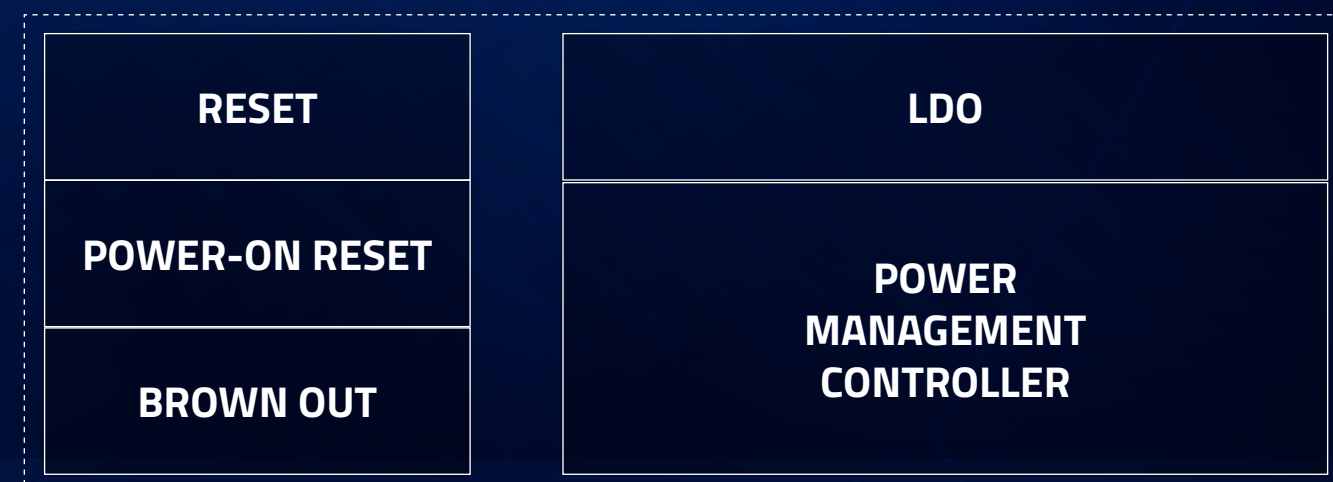 RESET
POWER-ON RESET
BROWN OUT
LDO
POWER
MANAGEMENT
CONTROLLER